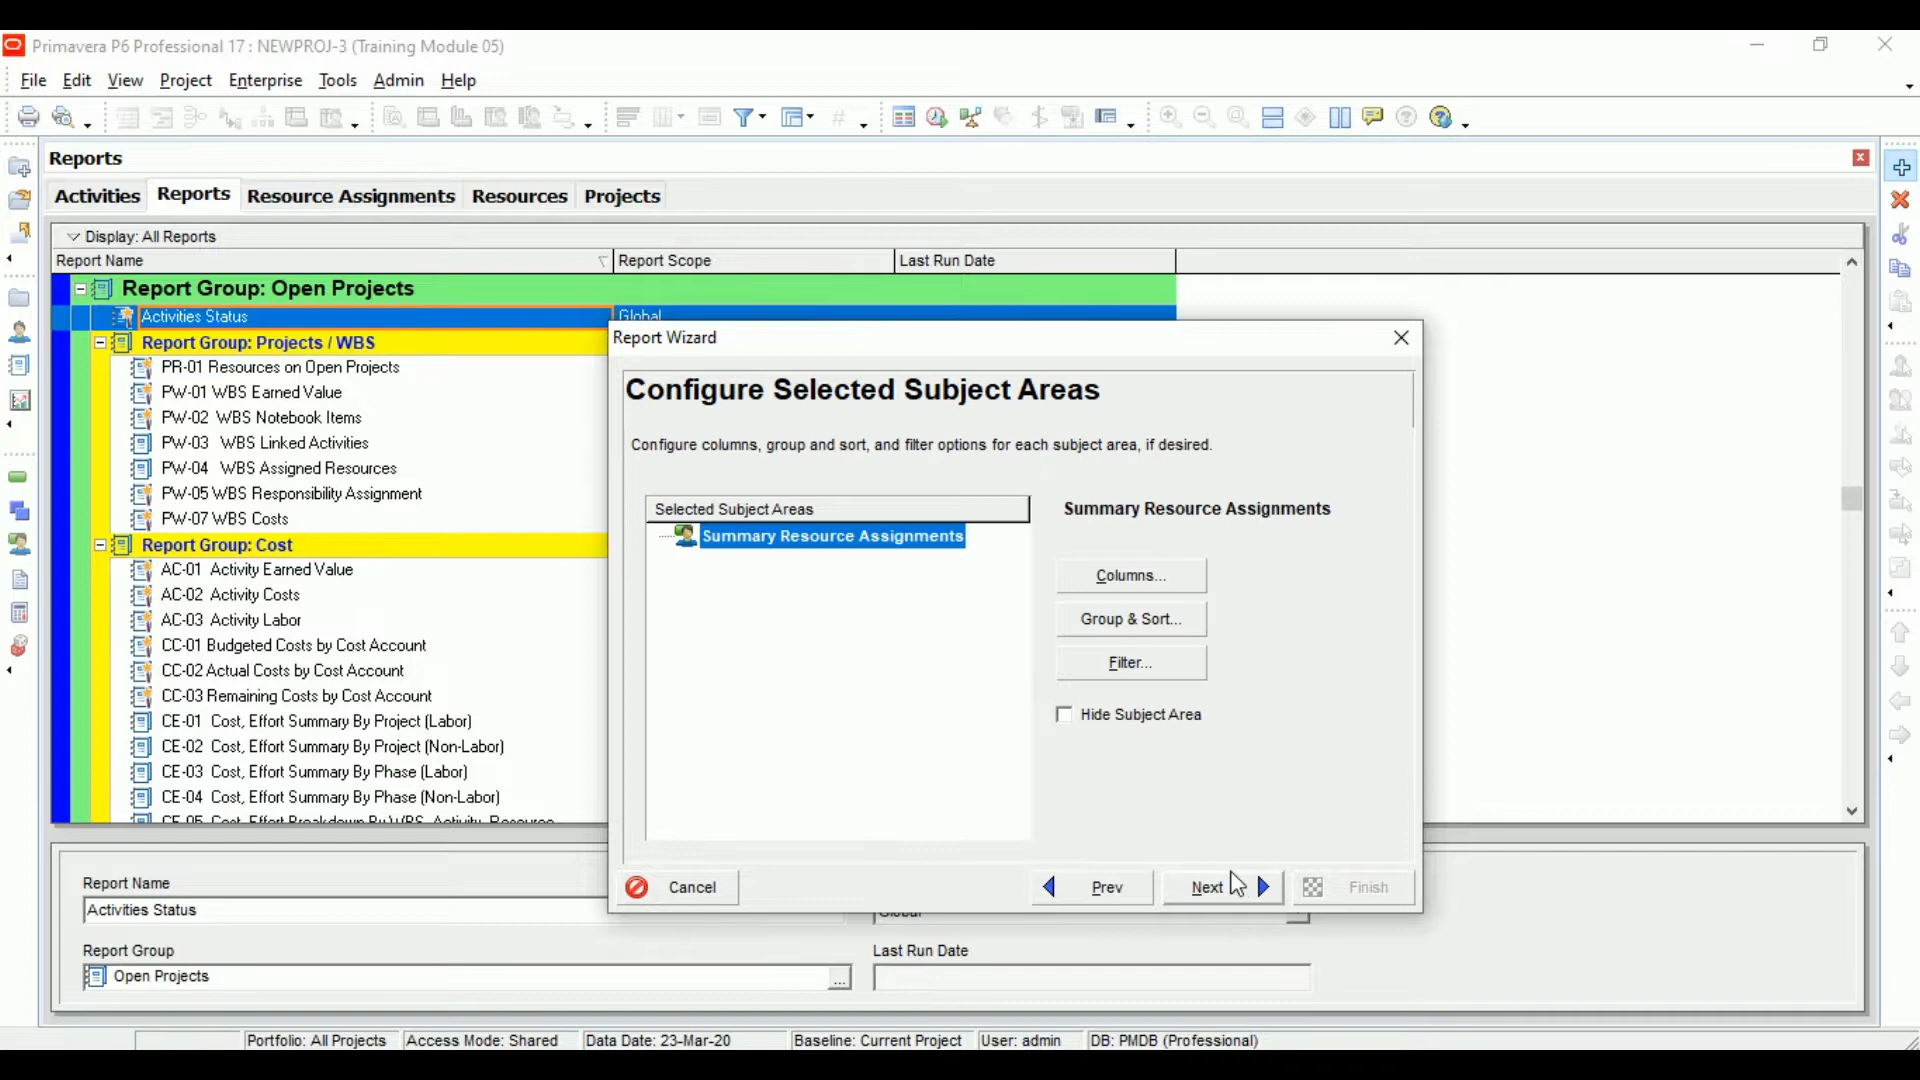 Primavera P6 Professional 17 : NEWPROJ-3 (Training Module 05)
File Edit View Project Enterprise Tools Admin Help
Reports
Activities Reports Resource Assignments Resources Projects
Display: All Reports
Report Name Report Scope Last Run Date
Report Group: Open Projects
Activities Status Global
Report Group: Projects / WBS
PR-01 Resources on Open Projects
PW-01 WBS Earned Value
PW-02 WBS Notebook Items
PW-03 WBS Linked Activities
PW-04 WBS Assigned Resources
PW-05 WBS Responsibility Assignment
PW-07 WBS Costs
Report Group: Cost
AC-01 Activity Earned Value
AC-02 Activity Costs
AC-03 Activity Labor
CC-01 Budgeted Costs by Cost Account
CC-02 Actual Costs by Cost Account
CC-03 Remaining Costs by Cost Account
CE-01 Cost, Effort Summary By Project (Labor)
CE-02 Cost, Effort Summary By Project (Non-Labor)
CE-03 Cost, Effort Summary By Phase (Labor)
CE-04 Cost, Effort Summary By Phase (Non-Labor)
CE-05 Cost, Effort Breakdown By WBS, Activity, Resource
Report Wizard
Configure Selected Subject Areas
Configure columns, group and sort, and filter options for each subject area, if desired.
Selected Subject Areas
Summary Resource Assignments
Summary Resource Assignments
Columns...
Group & Sort...
Filter...
Hide Subject Area
Cancel Prev Next Finish
Report Name
Activities Status Global
Report Group Last Run Date
Open Projects ...
Portfolio: All Projects Access Mode: Shared Data Date: 23-Mar-20 Baseline: Current Project User: admin DB: PMDB (Professional)